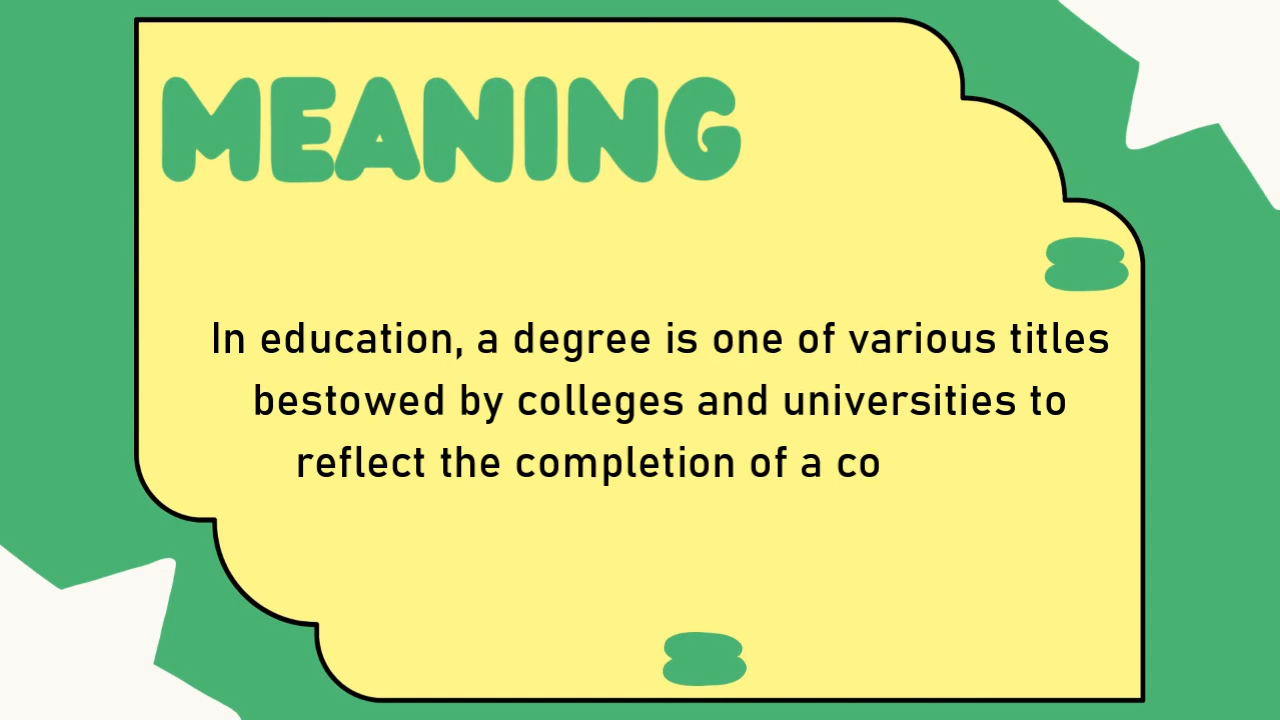 MEANING
In education, a degree is one of various titles
bestowed by colleges and universities to
reflect the completion of a co